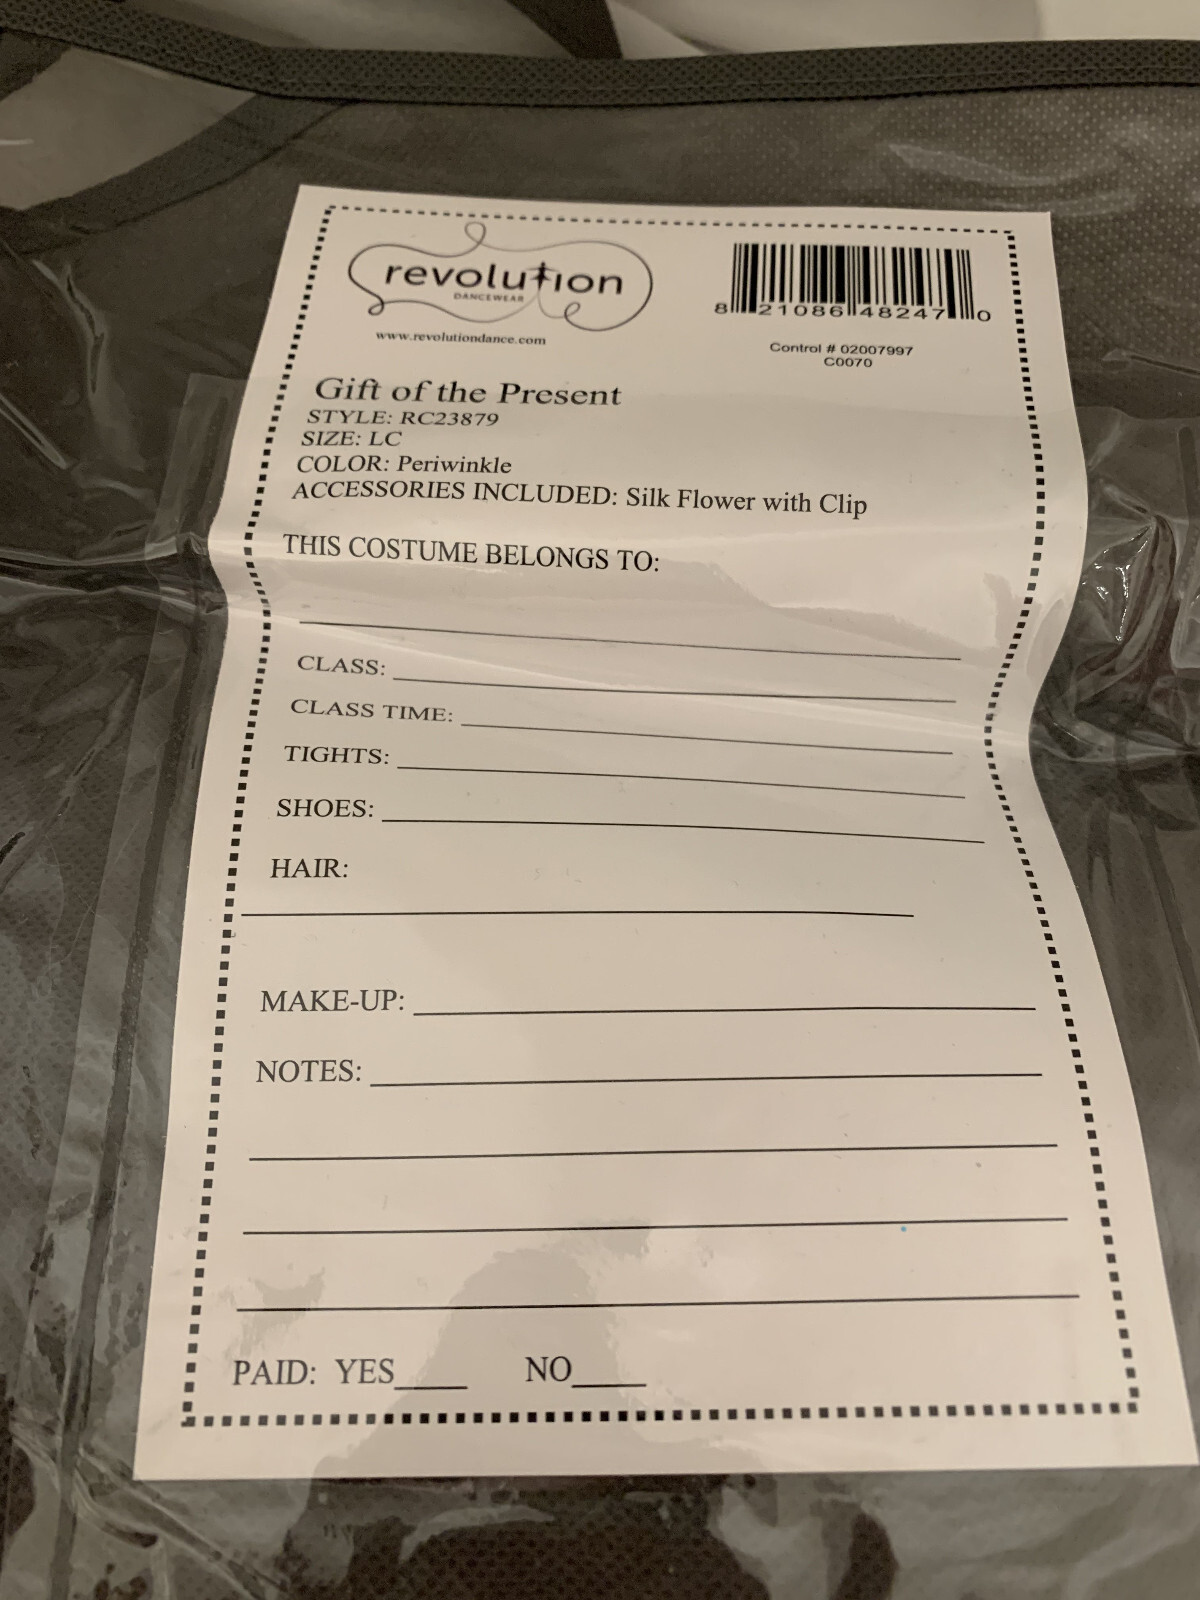 revolution
DANCEWEAR
www.revolutiondance.com
8 21086 48247 0
Control # 02007997
C0070
Gift of the Present
STYLE: RC23879
SIZE: LC
COLOR: Periwinkle
ACCESSORIES INCLUDED: Silk Flower with Clip
THIS COSTUME BELONGS TO:
CLASS:
CLASS TIME:
TIGHTS:
SHOES:
HAIR:
MAKE-UP:
NOTES:
PAID: YES____ NO____